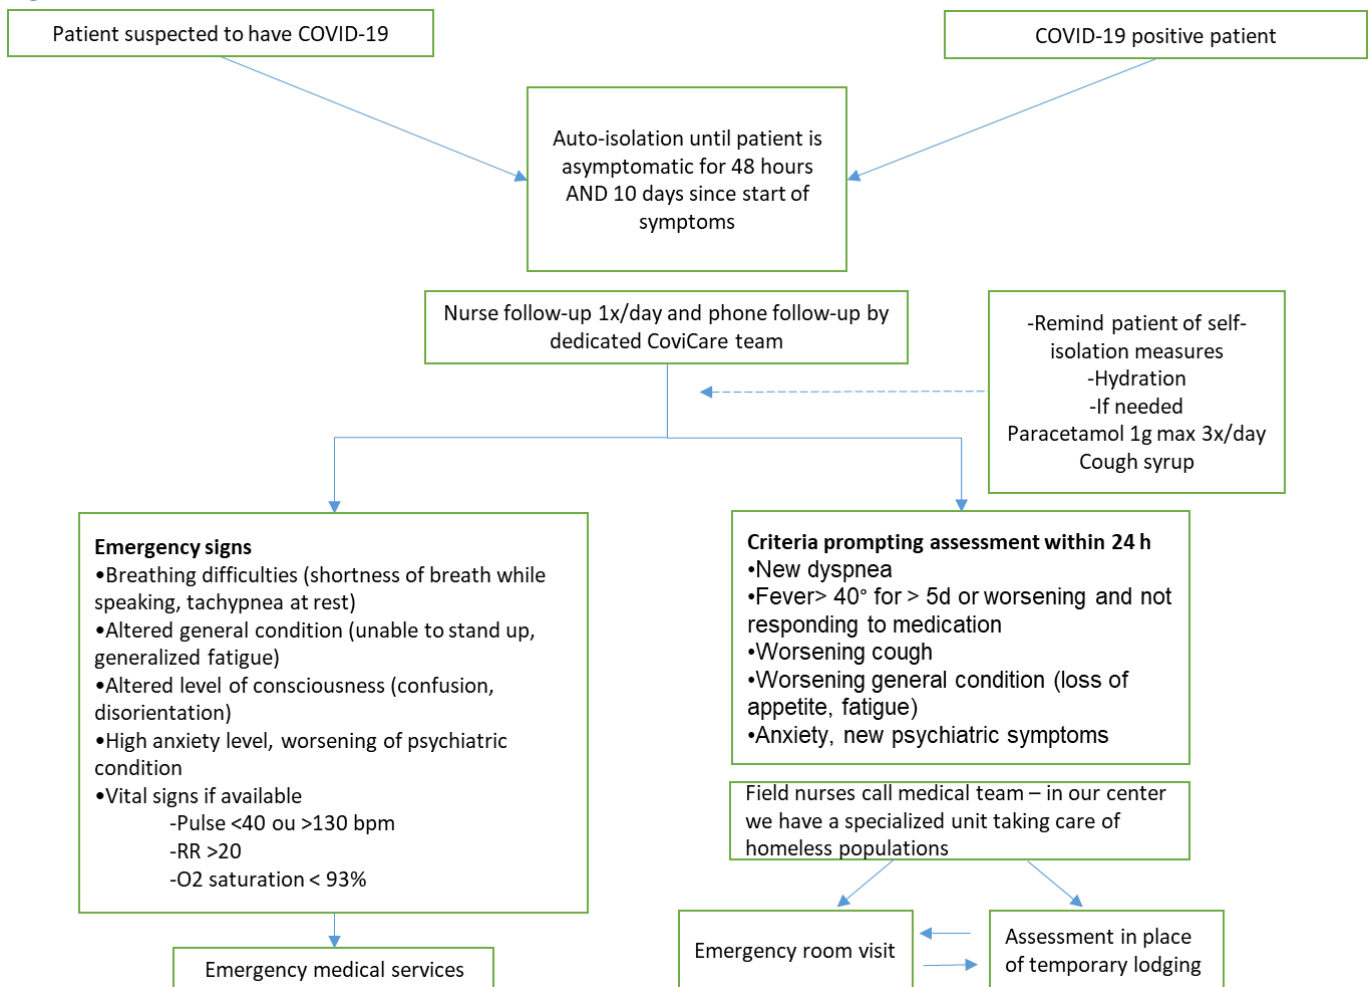 Patient suspected to have COVID-19
COVID-19 positive patient
Auto-isolation until patient is
asymptomatic for 48 hours
AND 10 days since start of
symptoms
Nurse follow-up 1x/day and phone follow-up by
dedicated CoviCare team
-Remind patient of self-
isolation measures
-Hydration
-If needed
Paracetamol 1g max 3x/day
Cough syrup
Emergency signs
•Breathing difficulties (shortness of breath while
speaking, tachypnea at rest)
•Altered general condition (unable to stand up,
generalized fatigue)
•Altered level of consciousness (confusion,
disorientation)
•High anxiety level, worsening of psychiatric
condition
•Vital signs if available
-Pulse <40 ou >130 bpm
-RR >20
-O2 saturation < 93%
Emergency medical services
Criteria prompting assessment within 24 h
•New dyspnea
•Fever> 40° for > 5d or worsening and not
responding to medication
•Worsening cough
•Worsening general condition (loss of
appetite, fatigue)
•Anxiety, new psychiatric symptoms
Field nurses call medical team – in our center
we have a specialized unit taking care of
homeless populations
Emergency room visit
Assessment in place
of temporary lodging